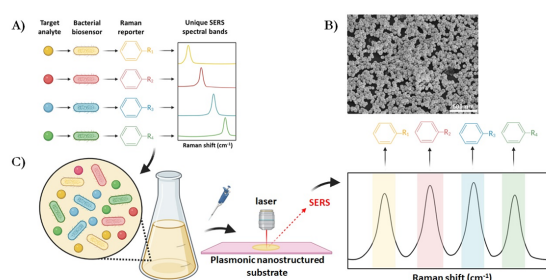 A)
Target analyte
Bacterial biosensor
Raman reporter
Unique SERS spectral bands
R₁
R₂
R₃
R₄
Raman shift (cm⁻¹)
B)
R₁
R₂
R₃
R₄
C)
laser
SERS
Plasmonic nanostructured
substrate
Raman shift (cm⁻¹)